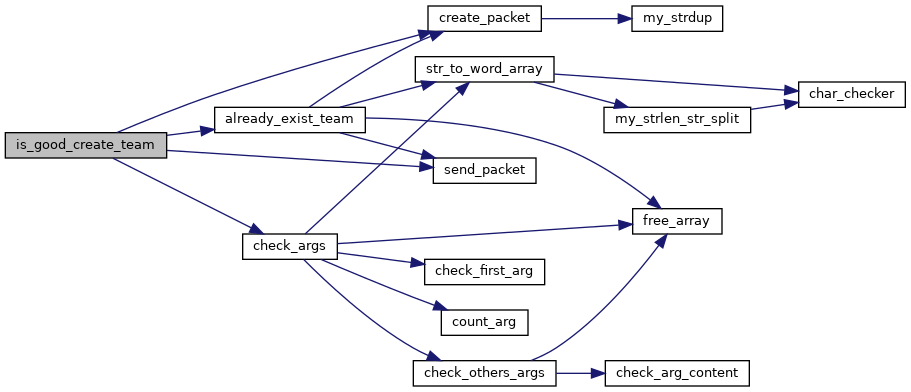 create_packet
my_strdup
str_to_word_array
char_checker
already_exist_team
my_strlen_str_split
is_good_create_team
send_packet
free_array
check_args
check_first_arg
count_arg
check_others_args
check_arg_content